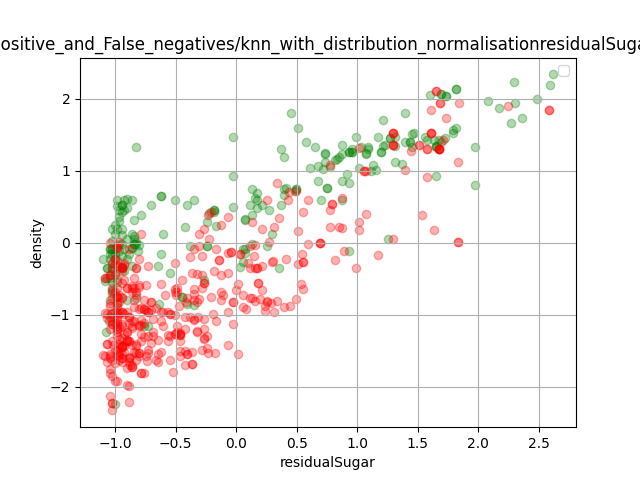 ositive_and_False_negatives/knn_with_distribution_normalisationresidualSuga
density
2
1
0
−1
−2
−1.0 −0.5 0.0 0.5 1.0 1.5 2.0 2.5
residualSugar